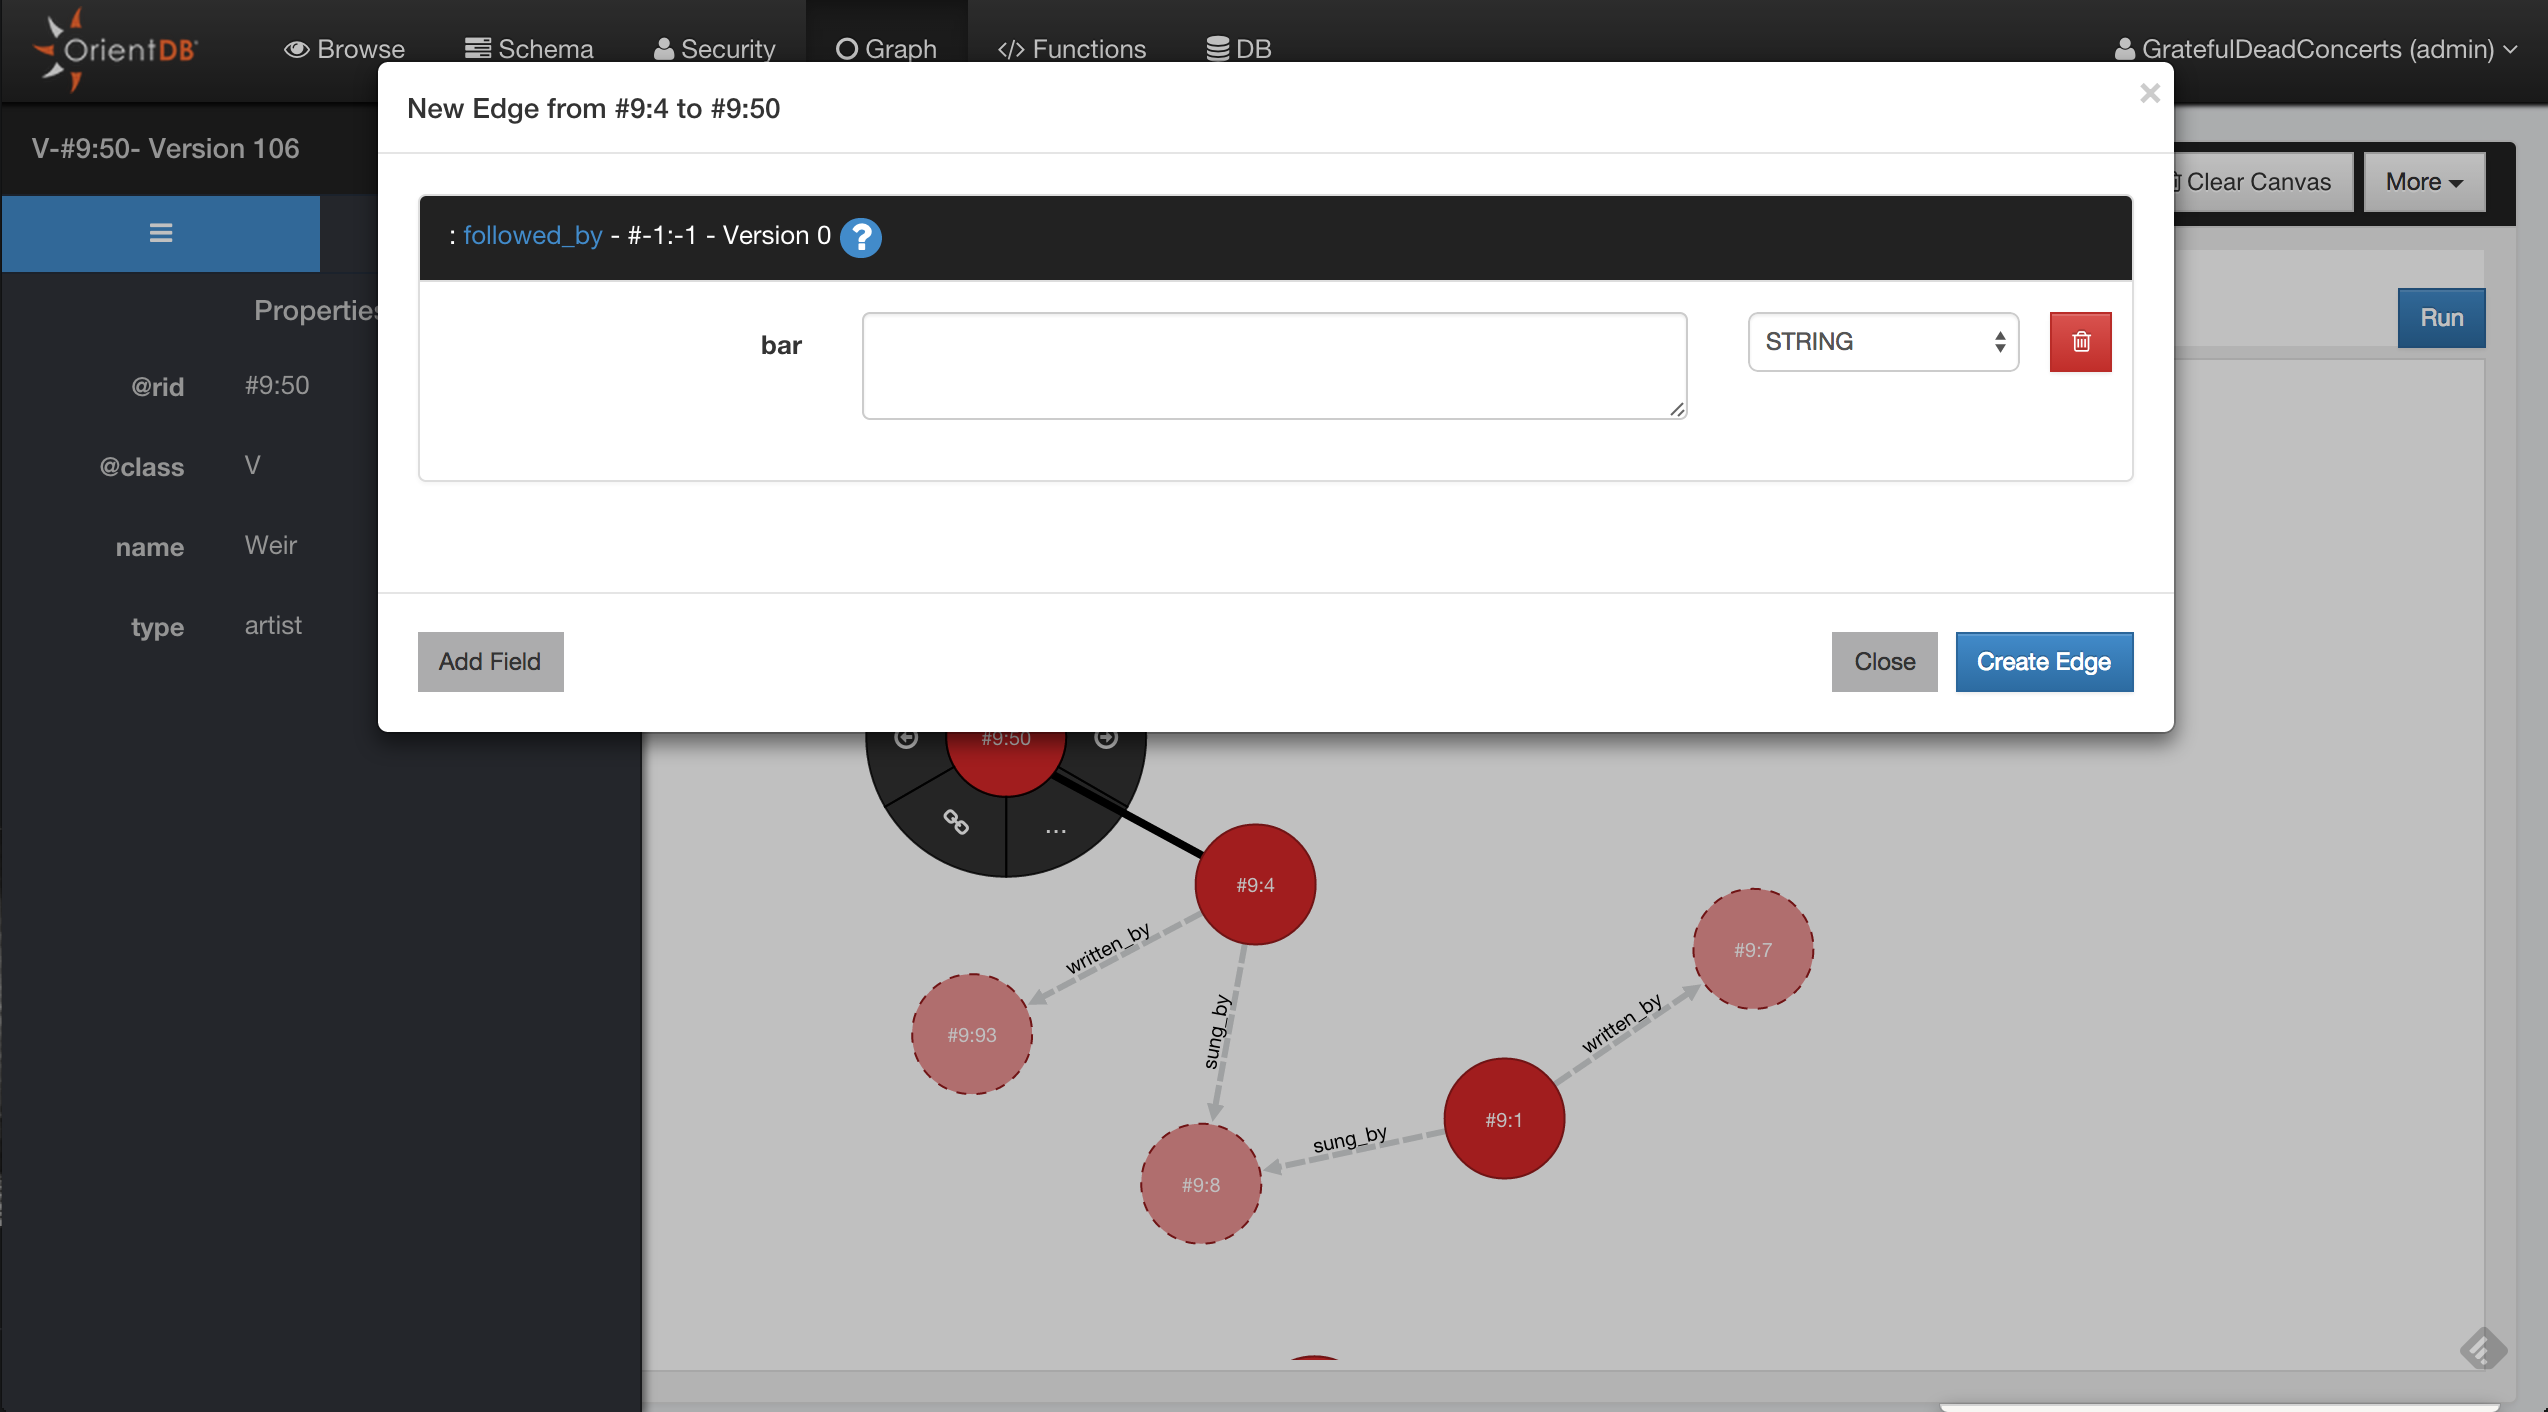 OrientDB
Browse
Schema
Security
Graph
</> Functions
DB
GratefulDeadConcerts (admin)
New Edge from #9:4 to #9:50
×
V-#9:50- Version 106
Clear Canvas
More
: followed_by - #-1:-1 - Version 0 ?
Properties
Run
bar
STRING
@rid #9:50
@class V
name Weir
type artist
Add Field
Close
Create Edge
#9:50
...
#9:4
written_by
#9:7
sung_by
written_by
#9:93
#9:1
sung_by
#9:8